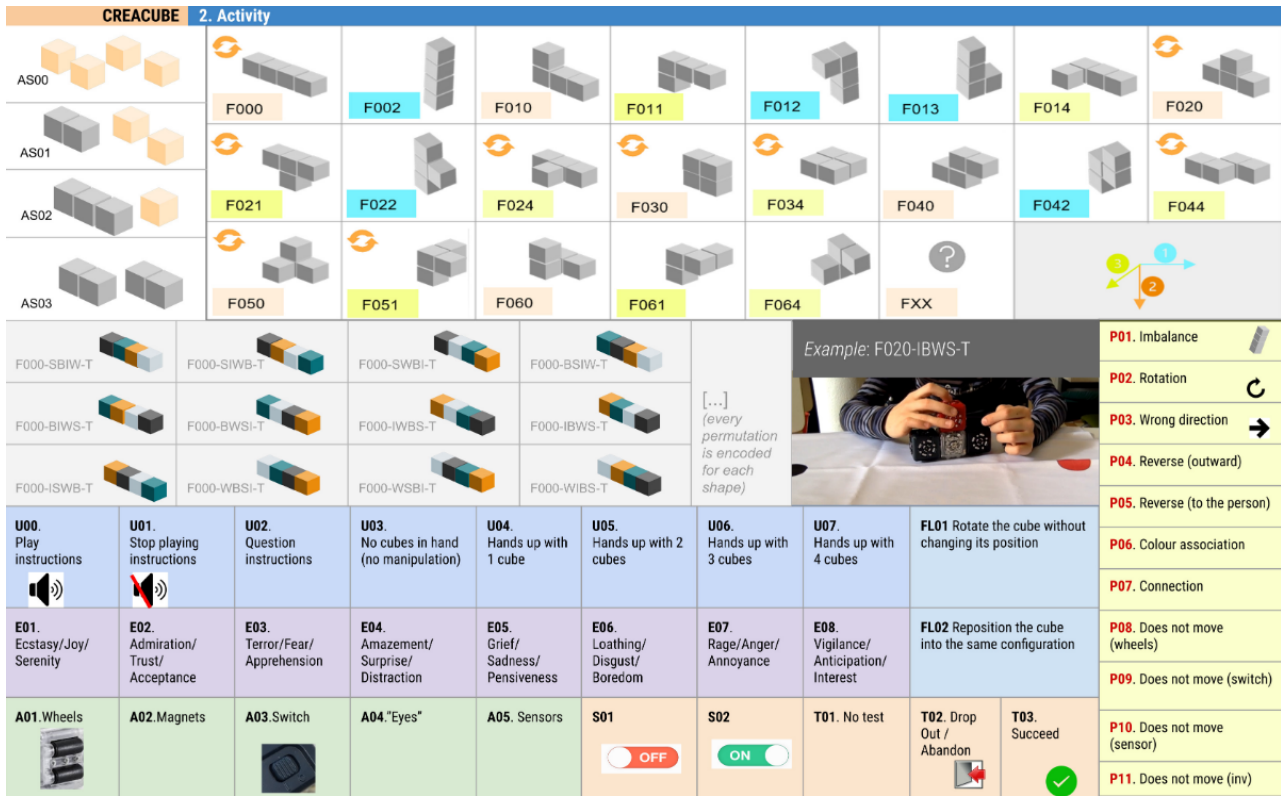 CREACUBE 2. Activity
AS00
F000 F002 F010 F011 F012 F013 F014 F020
AS01
F021 F022 F024 F030 F034 F040 F042 F044
AS02
AS03
F050 F051 F060 F061 F064 FXX
?
1
2
3
F000-SBIW-T F000-SIWB-T F000-SWBI-T F000-BSIW-T
F000-BIWS-T F000-BWSI-T F000-IWBS-T F000-IBWS-T
F000-ISWB-T F000-WBSI-T F000-WSBI-T F000-WIBS-T
[...]
(every
permutation
is encoded
for each
shape)
Example: F020-IBWS-T
P01. Imbalance
P02. Rotation
P03. Wrong direction
P04. Reverse (outward)
P05. Reverse (to the person)
P06. Colour association
P07. Connection
P08. Does not move
(wheels)
P09. Does not move (switch)
P10. Does not move
(sensor)
P11. Does not move (inv)
U00.
Play
instructions
U01.
Stop playing
instructions
U02.
Question
instructions
U03.
No cubes in hand
(no manipulation)
U04.
Hands up with
1 cube
U05.
Hands up with 2
cubes
U06.
Hands up with
3 cubes
U07.
Hands up with
4 cubes
FL01 Rotate the cube without
changing its position
E01.
Ecstasy/Joy/
Serenity
E02.
Admiration/
Trust/
Acceptance
E03.
Terror/Fear/
Apprehension
E04.
Amazement/
Surprise/
Distraction
E05.
Grief/
Sadness/
Pensiveness
E06.
Loathing/
Disgust/
Boredom
E07.
Rage/Anger/
Annoyance
E08.
Vigilance/
Anticipation/
Interest
FL02 Reposition the cube
into the same configuration
A01.Wheels
A02.Magnets
A03.Switch
A04."Eyes"
A05. Sensors
S01
OFF
S02
ON
T01. No test
T02. Drop
Out /
Abandon
T03.
Succeed